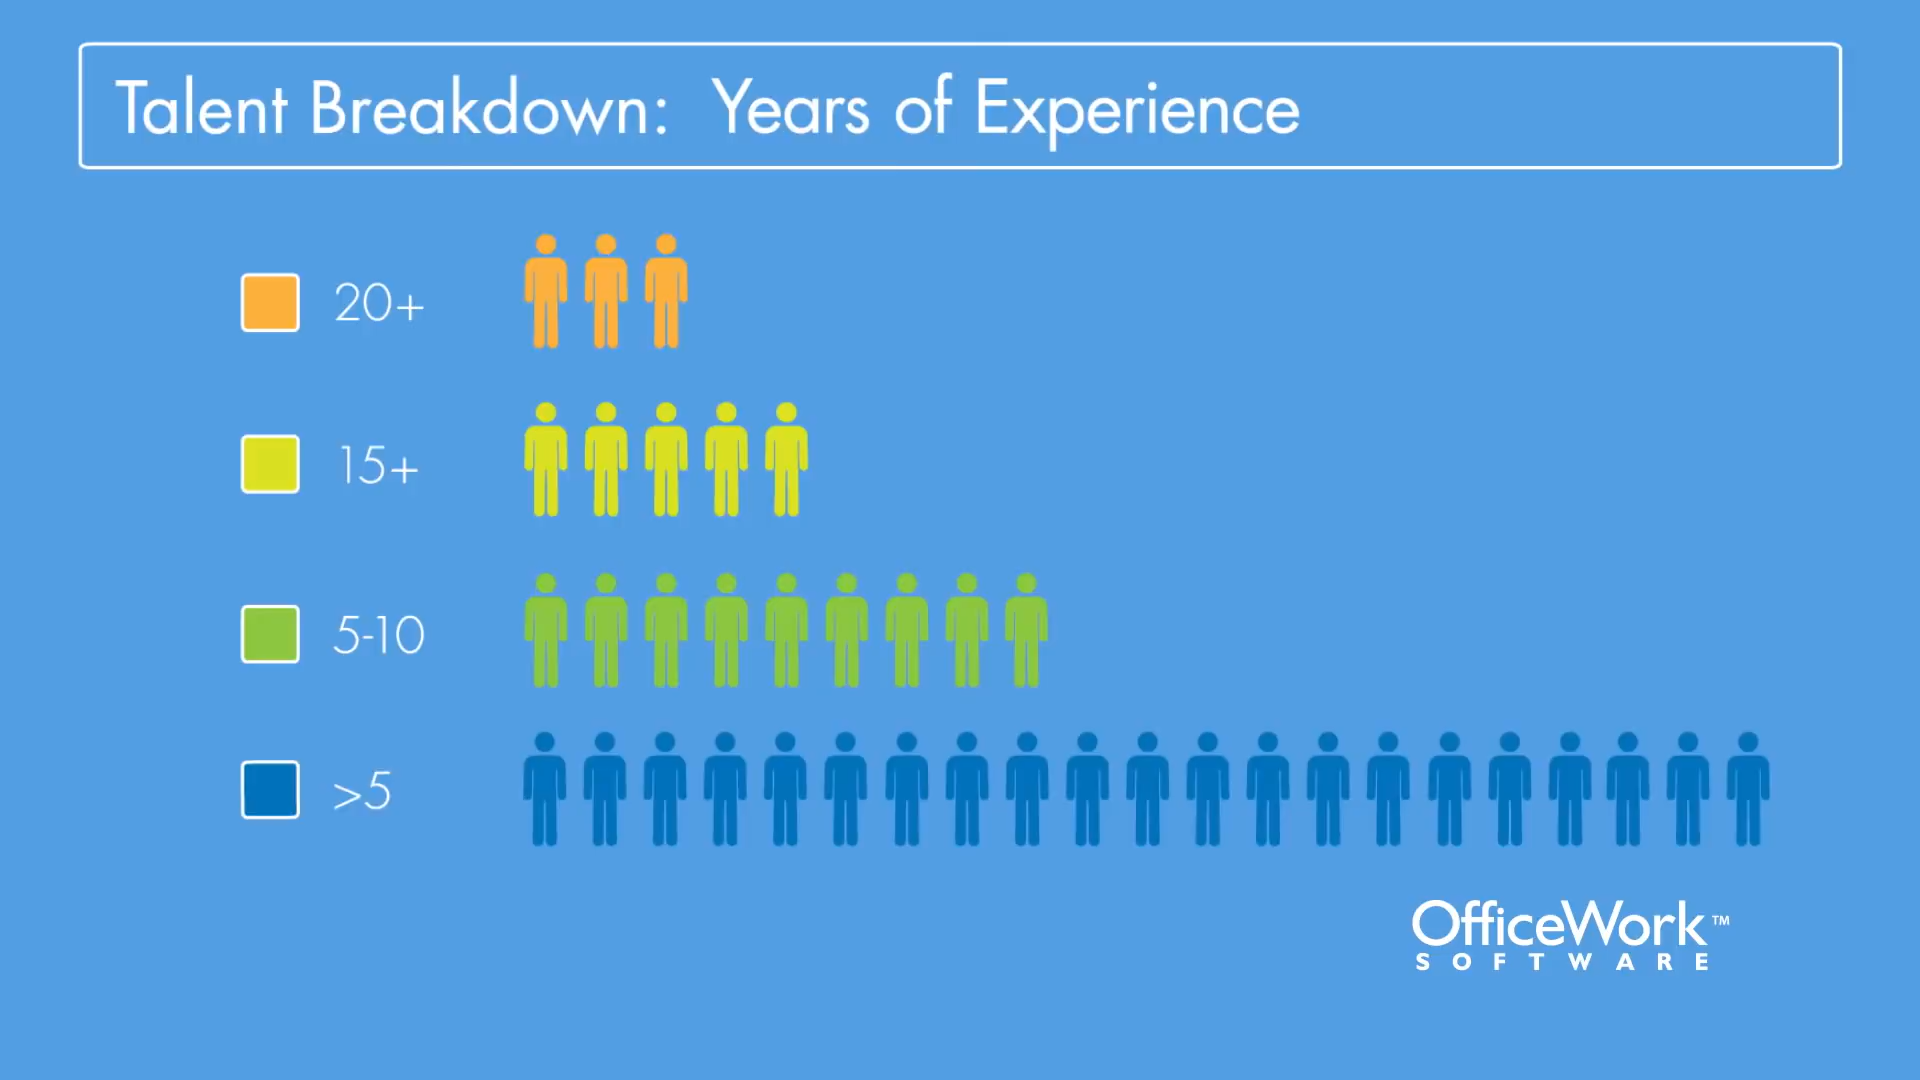 Talent Breakdown: Years of Experience
20+
15+
5-10
>5
OfficeWork™
SOFTWARE